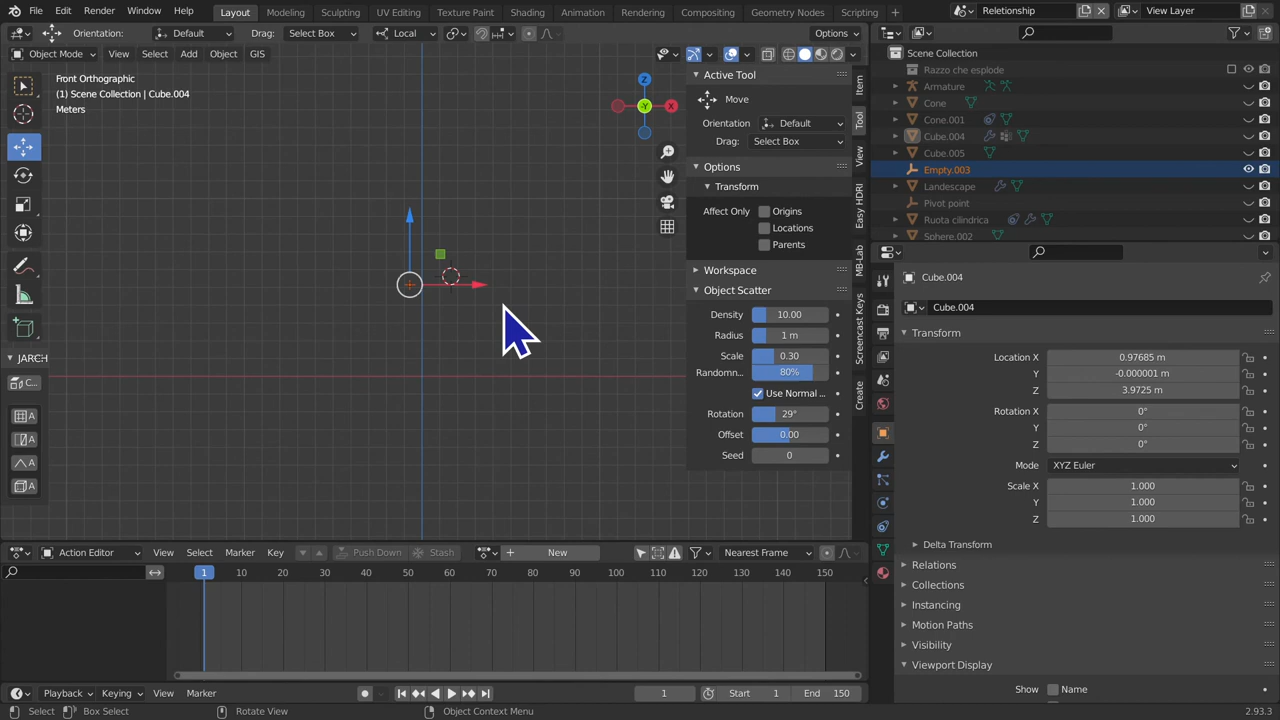 File Edit Render Window Help Layout Modeling Sculpting UV Editing Texture Paint Shading Animation Rendering Compositing Geometry Nodes Scripting + Relationship View Layer
Orientation: Default Drag: Select Box Local Options
Object Mode View Select Add Object GIS
Front Orthographic
(1) Scene Collection | Cube.004
Meters
Z
-Y
X
JARCH
C...
A
A
A
A
Active Tool
Move
Orientation Default
Drag: Select Box
Options
Transform
Affect Only Origins
Locations
Parents
Workspace
Object Scatter
Density 10.00
Radius 1 m
Scale 0.30
Randomn... 80%
Use Normal ...
Rotation 29°
Offset 0.00
Seed 0
Item
Tool
View
Easy HDRI
MB-Lab
Screencast Keys
Create
Scene Collection
Razzo che esplode
Armature
Cone
Cone.001
Cube.004
Cube.005
Empty.003
Landscape
Pivot point
Ruota cilindrica
Sphere.002
Cube.004
Cube.004
Transform
Location X 0.97685 m
Y -0.000001 m
Z 3.9725 m
Rotation X 0°
Y 0°
Z 0°
Mode XYZ Euler
Scale X 1.000
Y 1.000
Z 1.000
Delta Transform
Relations
Collections
Instancing
Motion Paths
Visibility
Viewport Display
Show Name
Action Editor View Select Marker Key Push Down Stash + New Nearest Frame
1 10 20 30 40 50 60 70 80 90 100 110 120 130 140 150
Playback Keying View Marker 1 Start 1 End 150
Select Box Select Rotate View Object Context Menu 2.93.3